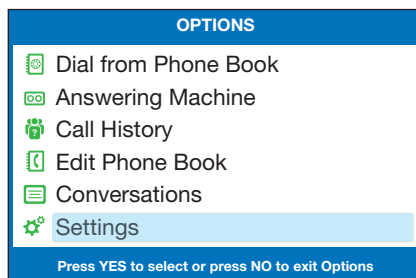 OPTIONS
Dial from Phone Book
Answering Machine
Call History
Edit Phone Book
Conversations
Settings
Press YES to select or press NO to exit Options